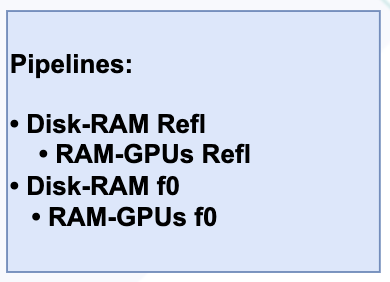 Pipelines:
• Disk-RAM Refl
• RAM-GPUs Refl
• Disk-RAM f0
• RAM-GPUs f0